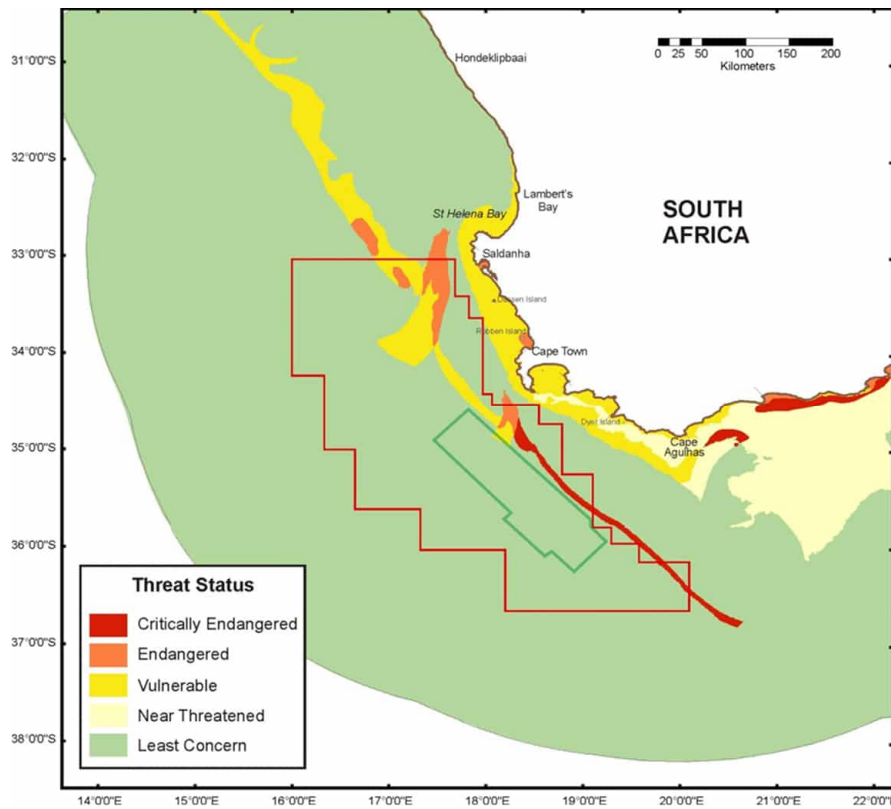 31°0'0"S
32°0'0"S
33°0'0"S
34°0'0"S
35°0'0"S
36°0'0"S
37°0'0"S
38°0'0"S
Hondeklipbaai
0 25 50 100 150 200
Kilometers
Lambert's
Bay
St Helena Bay
SOUTH
AFRICA
Saldanha
Dassen Island
Robben Island
Cape Town
Dyer Island
Cape
Agulhas
Threat Status
Critically Endangered
Endangered
Vulnerable
Near Threatened
Least Concern
14°0'0"E
15°0'0"E
16°0'0"E
17°0'0"E
18°0'0"E
19°0'0"E
20°0'0"E
21°0'0"E
22°0'0"E